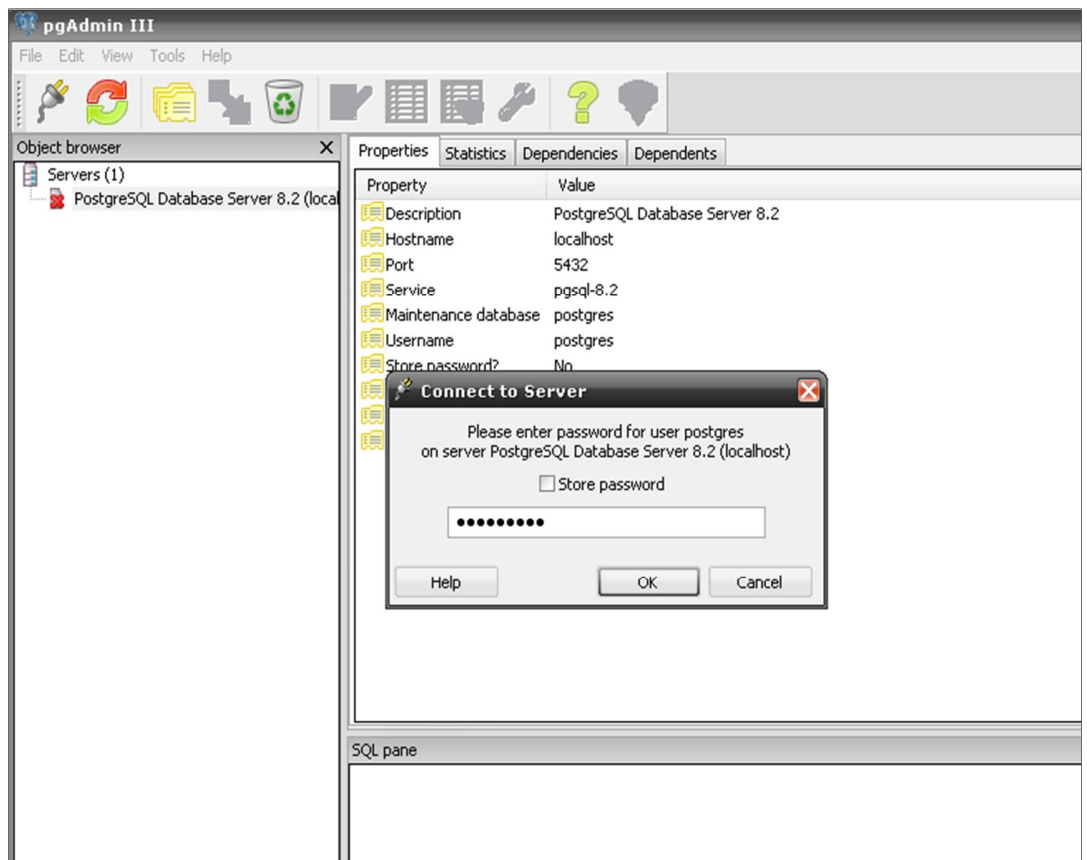 pgAdmin III
File Edit View Tools Help
Object browser X
Servers (1)
PostgreSQL Database Server 8.2 (local
Properties Statistics Dependencies Dependents
Property Value
Description PostgreSQL Database Server 8.2
Hostname localhost
Port 5432
Service pgsql-8.2
Maintenance database postgres
Username postgres
Store password? No
Connect to Server
Please enter password for user postgres
on server PostgreSQL Database Server 8.2 (localhost)
Store password
•••••••••
Help OK Cancel
SQL pane